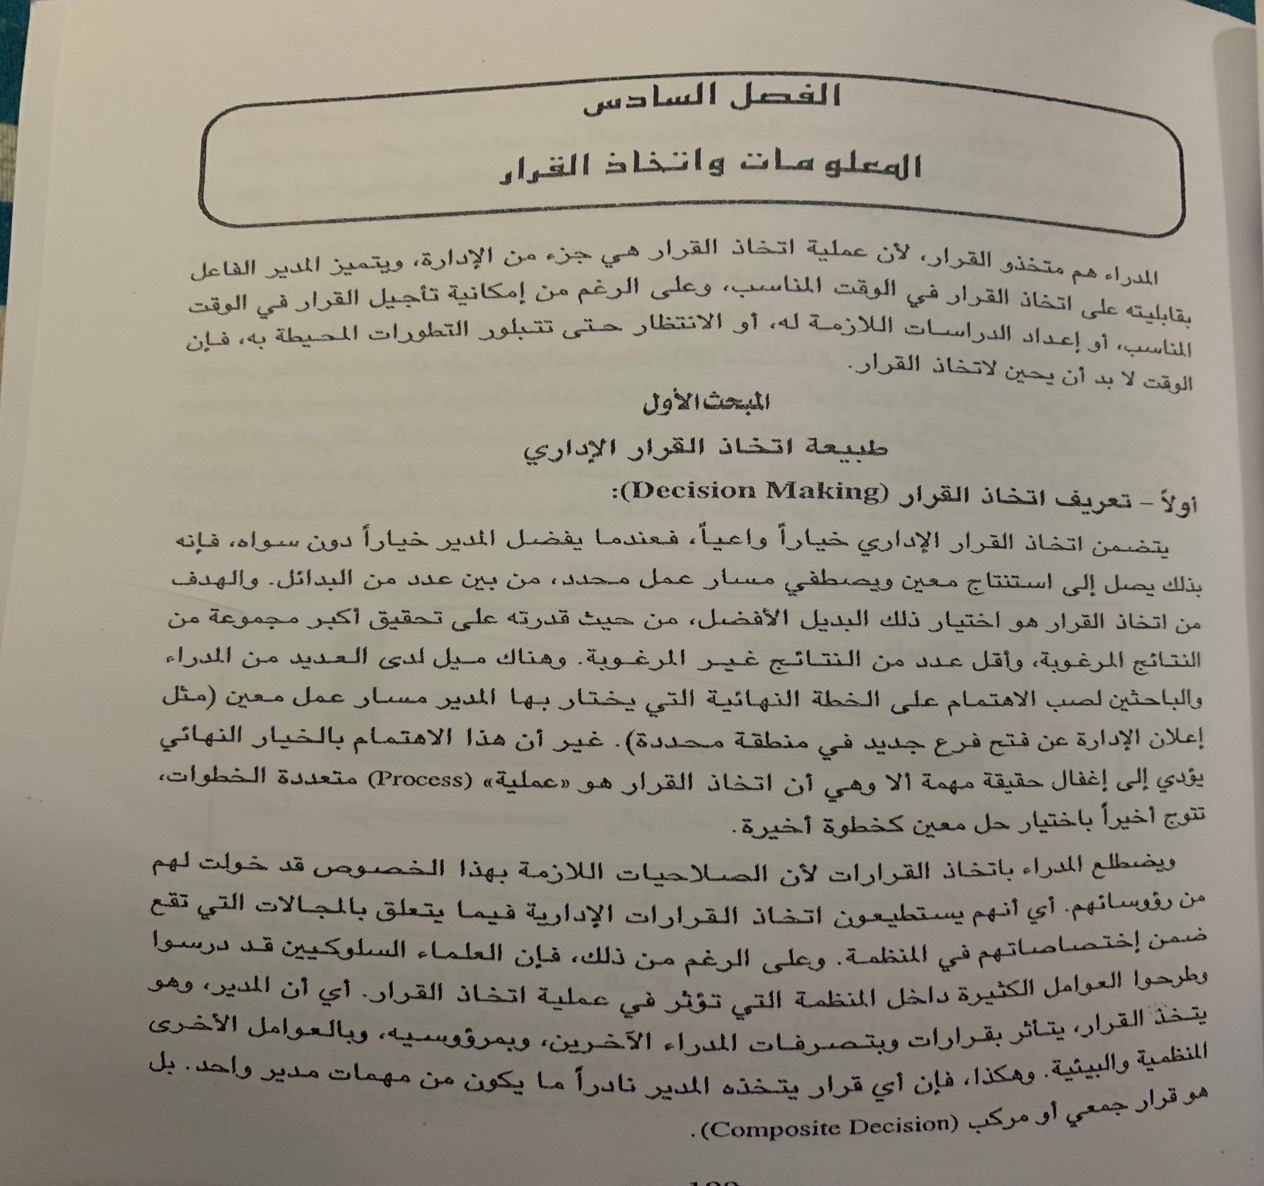 الفصل السادس
المعلومات واتخاذ القرار
المدراء هم متخذو القرار، لأن عملية اتخاذ القرار هي جزء من الإدارة، ويتميز المدير الفاعل
بقابليته على اتخاذ القرار في الوقت المناسب، وعلى الرغم من إمكانية تأجيل القرار في الوقت
المناسب، أو إعداد الدراسات اللازمة له، أو الانتظار حتى تتبلور التطورات المحيطة به، فإن
الوقت لا بد أن يحين لاتخاذ القرار.
المبحث الأول
طبيعة اتخاذ القرار الإداري
أولاً - تعريف اتخاذ القرار (Decision Making):
يتضمن اتخاذ القرار الإداري خياراً واعياً، فعندما يفضل المدير خياراً دون سواه، فإنه
بذلك يصل إلى استنتاج معين ويصطفي مسار عمل محدد، من بين عدد من البدائل. والهدف
من اتخاذ القرار هو اختيار ذلك البديل الأفضل، من حيث قدرته على تحقيق أكبر مجموعة من
النتائج المرغوبة، وأقل عدد من النتائج غير المرغوبة. وهناك ميل لدى العديد من المدراء
والباحثين لصب الاهتمام على الخطة النهائية التي يختار بها المدير مسار عمل معين (مثل
إعلان الإدارة عن فتح فرع جديد في منطقة محددة). غير أن هذا الاهتمام بالخيار النهائي
يؤدي إلى إغفال حقيقة مهمة ألا وهي أن اتخاذ القرار هو «عملية» (Process) متعددة الخطوات،
تتوج أخيراً باختيار حل معين كخطوة أخيرة.
ويضطلع المدراء باتخاذ القرارات لأن الصلاحيات اللازمة بهذا الخصوص قد خولت لهم
من رؤوسائهم. أي أنهم يستطيعون اتخاذ القرارات الإدارية فيما يتعلق بالمجالات التي تقع
ضمن إختصاصاتهم في المنظمة. وعلى الرغم من ذلك، فإن العلماء السلوكيين قد درسوا
وطرحوا العوامل الكثيرة داخل المنظمة التي تؤثر في عملية اتخاذ القرار. أي أن المدير، وهو
يتخذ القرار، يتأثر بقرارات وبتصرفات المدراء الآخرين، وبمرؤوسيه، وبالعوامل الأخرى
المنظمية والبيئية. وهكذا، فإن أي قرار يتخذه المدير نادراً ما يكون من مهمات مدير واحد. بل
هو قرار جمعي أو مركب (Composite Decision).